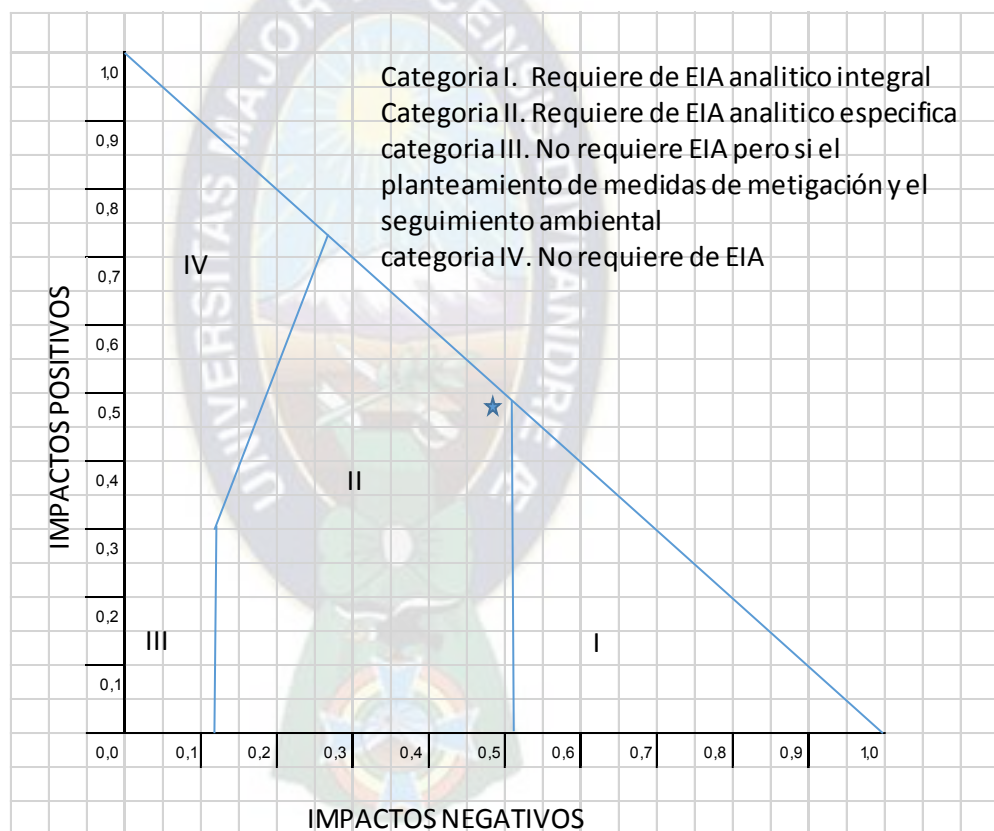 Categoria I. Requiere de EIA analitico integral
Categoria II. Requiere de EIA analitico especifica
categoria III. No requiere EIA pero si el
planteamiento de medidas de metigación y el
seguimiento ambiental
categoria IV. No requiere de EIA
IMPACTOS POSITIVOS
1,0
0,9
0,8
0,7
0,6
0,5
0,4
0,3
0,2
0,1
IV
II
III
I
0,0 0,1 0,2 0,3 0,4 0,5 0,6 0,7 0,8 0,9 1,0
IMPACTOS NEGATIVOS